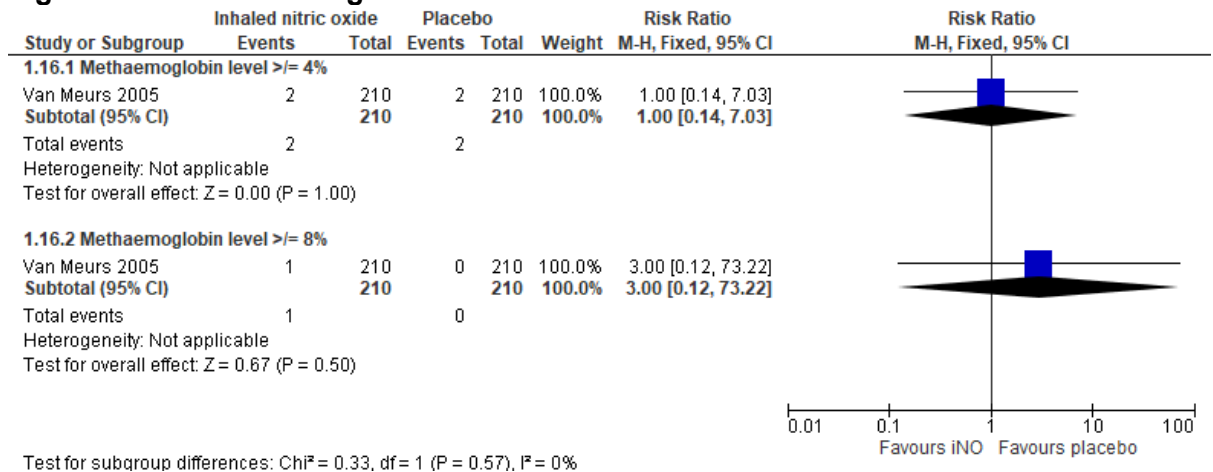 Inhaled nitric oxide Placebo Risk Ratio Risk Ratio
Study or Subgroup Events Total Events Total Weight M-H, Fixed, 95% CI M-H, Fixed, 95% CI
1.16.1 Methaemoglobin level >/= 4%
Van Meurs 2005 2 210 2 210 100.0% 1.00 [0.14, 7.03]
Subtotal (95% CI) 210 210 100.0% 1.00 [0.14, 7.03]
Total events 2 2
Heterogeneity: Not applicable
Test for overall effect: Z = 0.00 (P = 1.00)
1.16.2 Methaemoglobin level >/= 8%
Van Meurs 2005 1 210 0 210 100.0% 3.00 [0.12, 73.22]
Subtotal (95% CI) 210 210 100.0% 3.00 [0.12, 73.22]
Total events 1 0
Heterogeneity: Not applicable
Test for overall effect: Z = 0.67 (P = 0.50)
0.01 0.1 1 10 100
Favours iNO Favours placebo
Test for subgroup differences: Chi² = 0.33, df = 1 (P = 0.57), I² = 0%